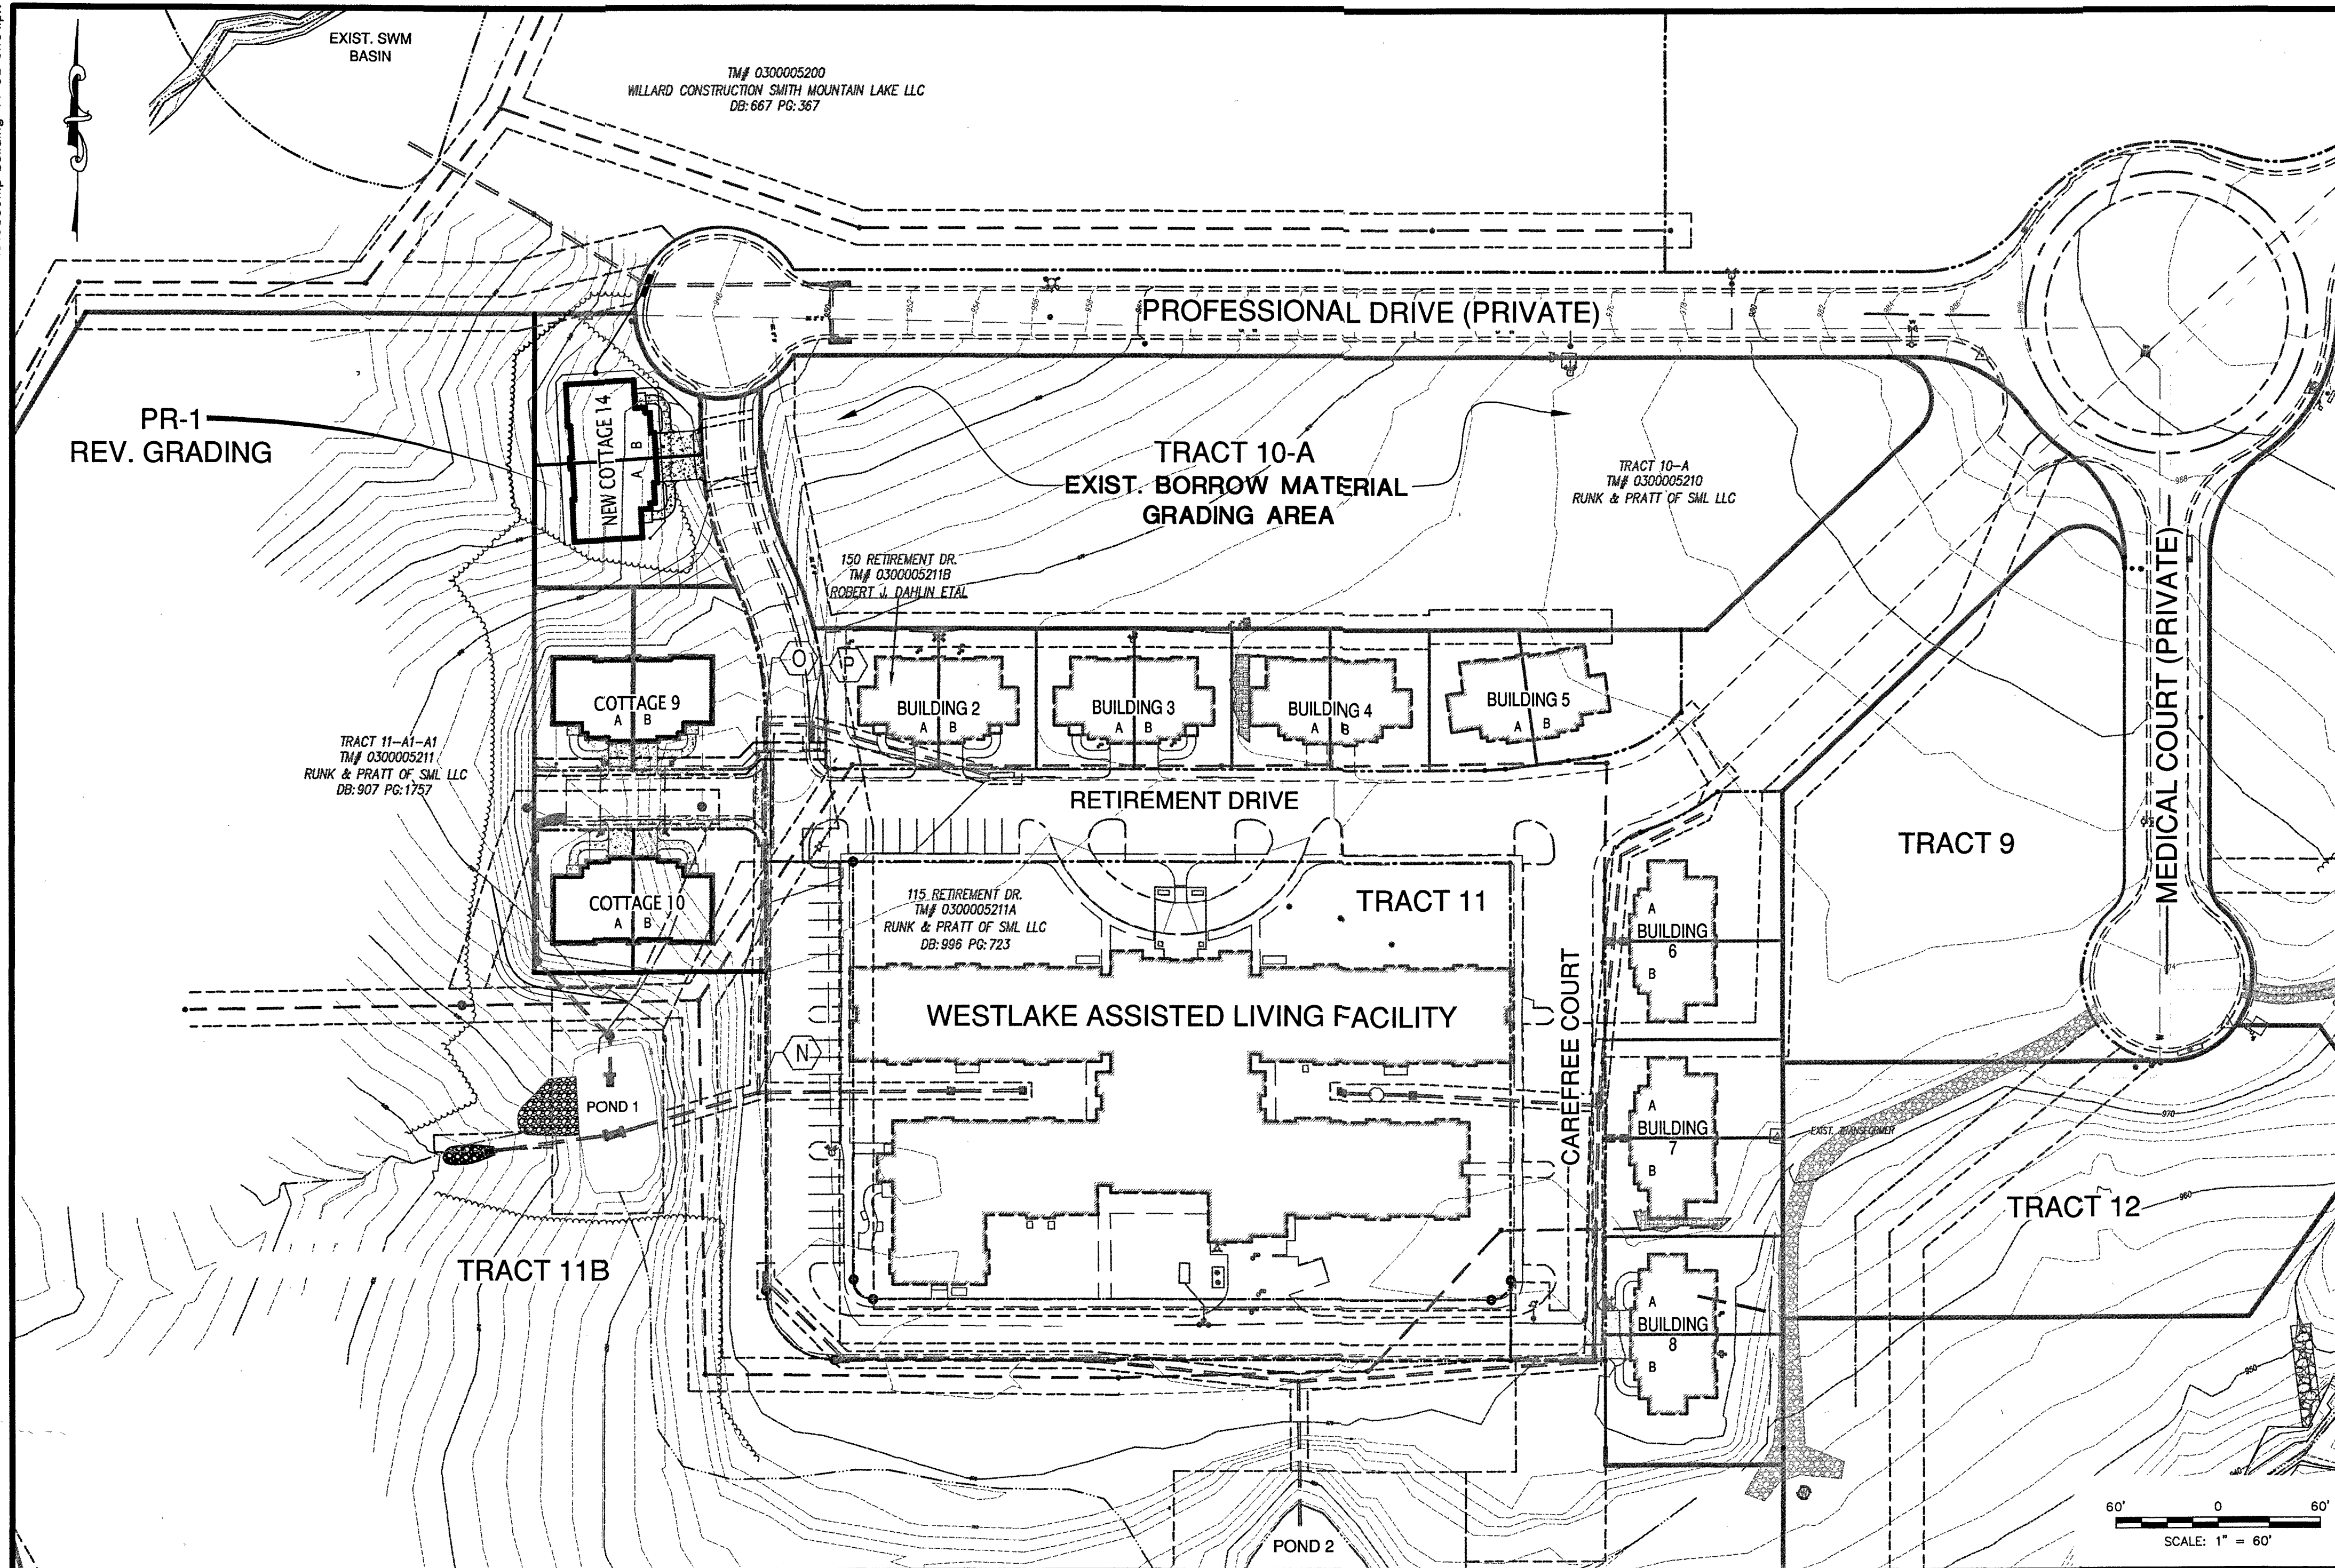 EXIST. SWM
BASIN
TM# 0300005200
WILLARD CONSTRUCTION SMITH MOUNTAIN LAKE LLC
DB: 667 PG: 367
PROFESSIONAL DRIVE (PRIVATE)
PR-1
REV. GRADING
NEW COTTAGE 14
A B
TRACT 10-A
EXIST. BORROW MATERIAL
GRADING AREA
TRACT 10-A
TM# 0300005210
RUNK & PRATT OF SML LLC
150 RETIREMENT DR.
TM# 0300005211B
ROBERT J. DAHLIN ETAL
MEDICAL COURT (PRIVATE)
O
P
COTTAGE 9
A B
BUILDING 2
A B
BUILDING 3
A B
BUILDING 4
A B
BUILDING 5
A B
TRACT 11-A1-A1
TM# 0300005211
RUNK & PRATT OF SML LLC
DB: 907 PG: 1757
RETIREMENT DRIVE
TRACT 9
COTTAGE 10
A B
115 RETIREMENT DR.
TM# 0300005211A
RUNK & PRATT OF SML LLC
DB: 996 PG: 723
TRACT 11
A
BUILDING
6
B
WESTLAKE ASSISTED LIVING FACILITY
CAREFREE COURT
N
POND 1
A
BUILDING
7
B
EXIST. TRANSFORMER
970
TRACT 12
960
TRACT 11B
A
BUILDING
8
B
950
W
POND 2
60' 0 60'
SCALE: 1" = 60'